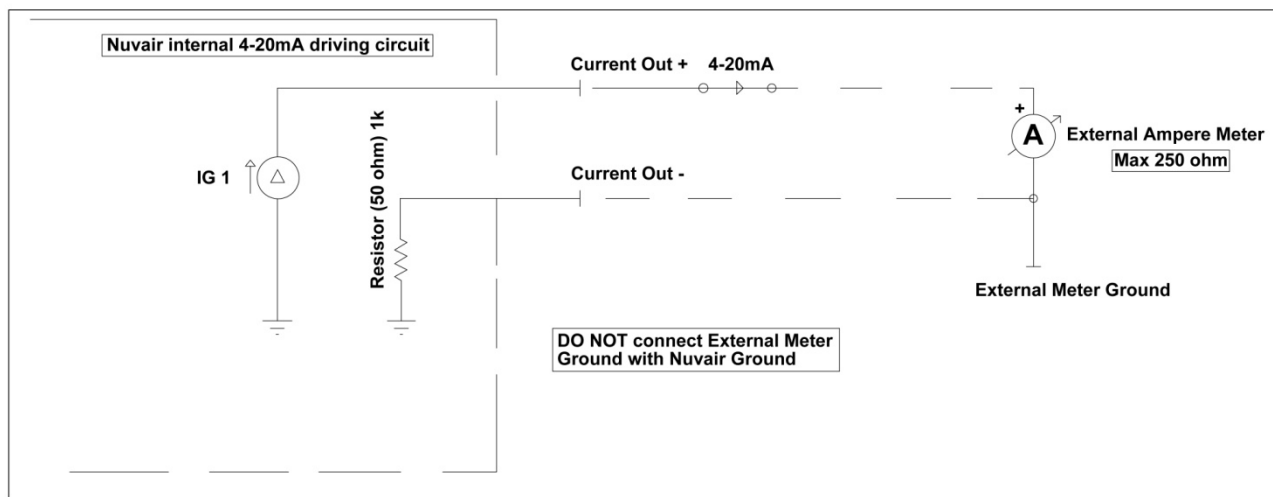 Nuvair internal 4-20mA driving circuit
Current Out + 4-20mA
+
A
External Ampere Meter
Max 250 ohm
IG 1
Current Out -
Resistor (50 ohm) 1k
External Meter Ground
DO NOT connect External Meter
Ground with Nuvair Ground